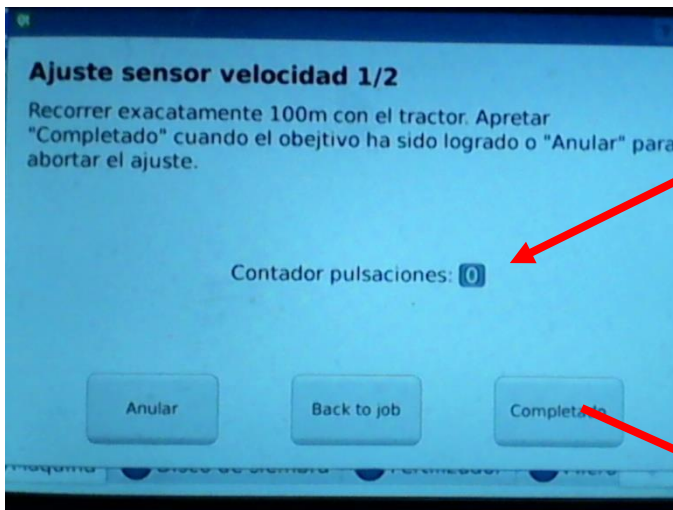 Ajuste sensor velocidad 1/2
Recorrer exacatamente 100m con el tractor. Apretar
"Completado" cuando el obejtivo ha sido logrado o "Anular" para
abortar el ajuste.
Contador pulsaciones: 0
Anular
Back to job
Completado